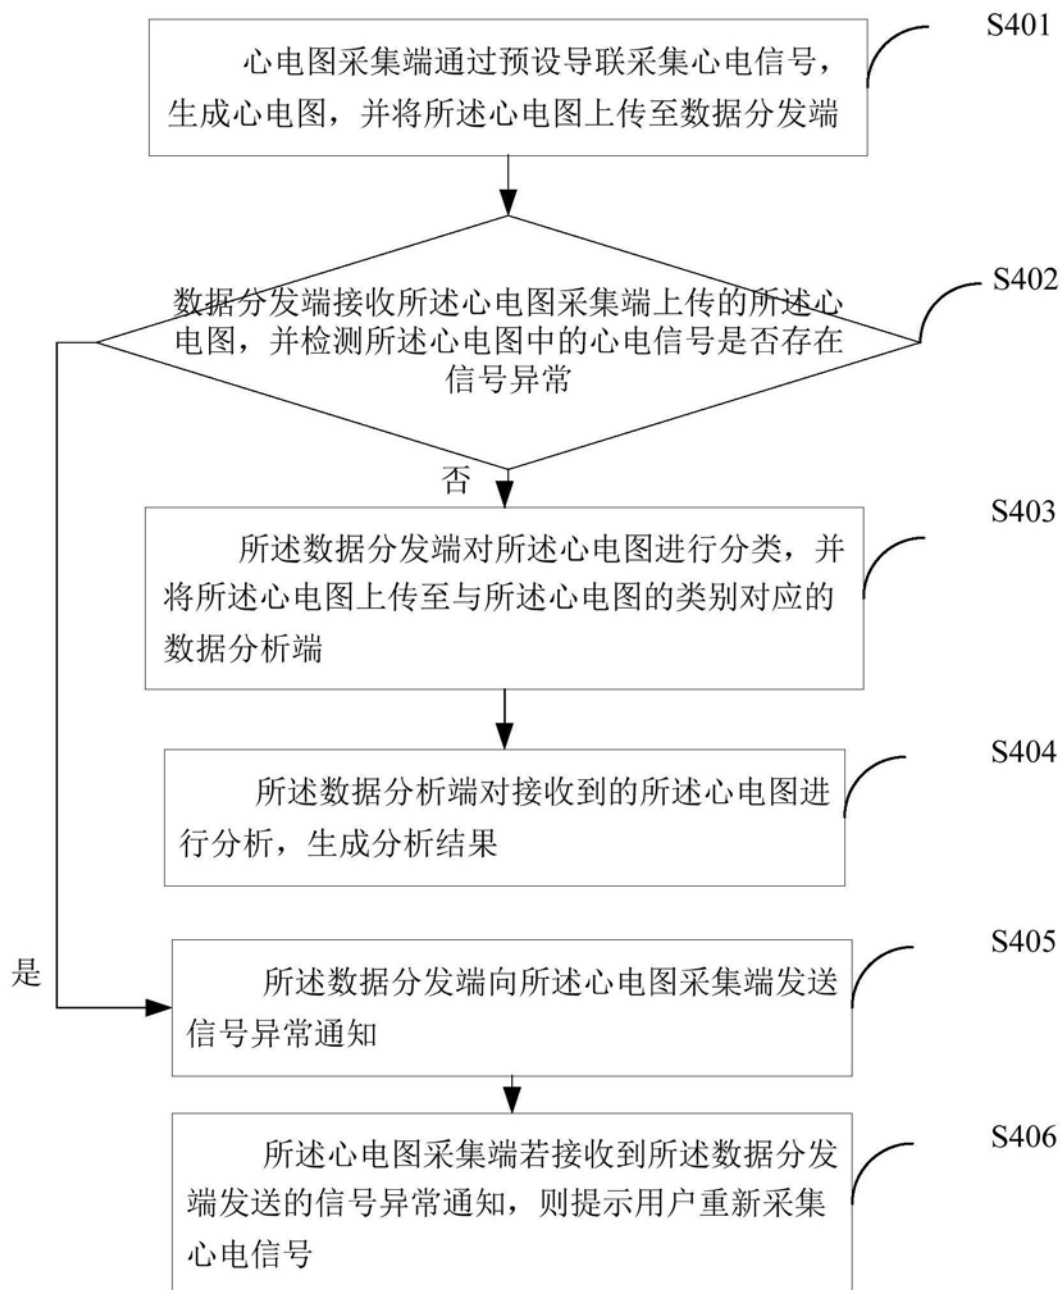 S401
心电图采集端通过预设导联采集心电信号，
生成心电图，并将所述心电图上传至数据分发端
S402
数据分发端接收所述心电图采集端上传的所述心
电图，并检测所述心电图中的心电信号是否存在
信号异常
否
S403
所述数据分发端对所述心电图进行分类，并
将所述心电图上传至与所述心电图的类别对应的
数据分析端
S404
所述数据分析端对接收到的所述心电图进
行分析，生成分析结果
是
S405
所述数据分发端向所述心电图采集端发送
信号异常通知
S406
所述心电图采集端若接收到所述数据分发
端发送的信号异常通知，则提示用户重新采集
心电信号